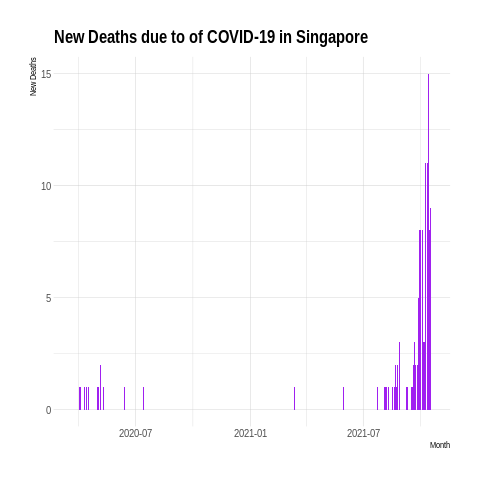 New Deaths due to of COVID-19 in Singapore
New Deaths
15
10
5
0
2020-07
2021-01
2021-07
Month